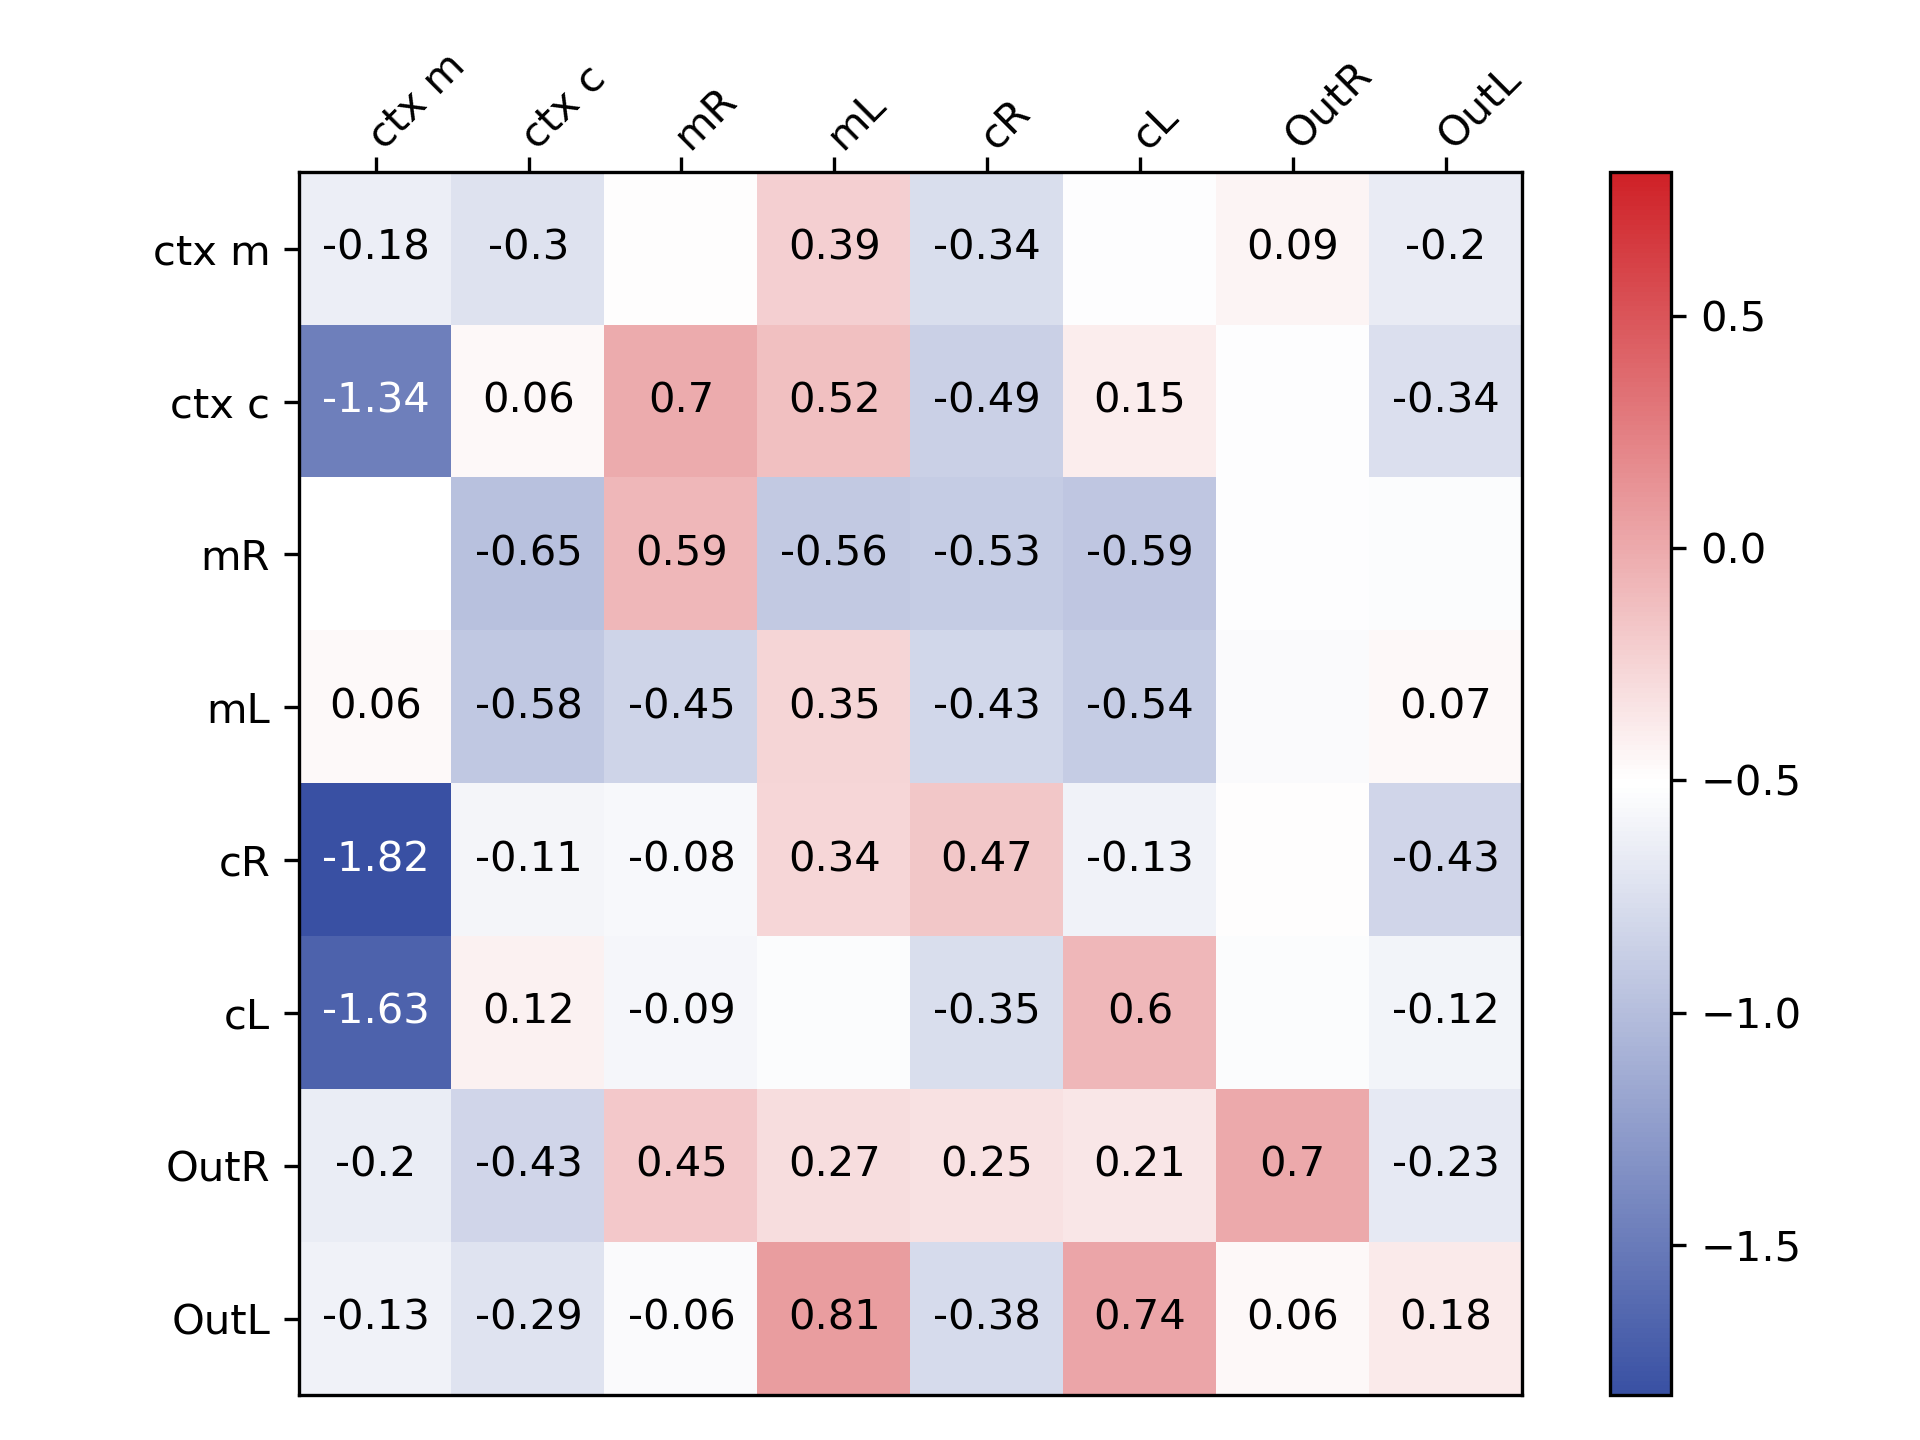 ctx m ctx c mR mL cR cL OutR OutL
ctx m -0.18 -0.3 0.39 -0.34 0.09 -0.2
ctx c -1.34 0.06 0.7 0.52 -0.49 0.15 -0.34
mR -0.65 0.59 -0.56 -0.53 -0.59
mL 0.06 -0.58 -0.45 0.35 -0.43 -0.54 0.07
cR -1.82 -0.11 -0.08 0.34 0.47 -0.13 -0.43
cL -1.63 0.12 -0.09 -0.35 0.6 -0.12
OutR -0.2 -0.43 0.45 0.27 0.25 0.21 0.7 -0.23
OutL -0.13 -0.29 -0.06 0.81 -0.38 0.74 0.06 0.18
0.5
0.0
−0.5
−1.0
−1.5